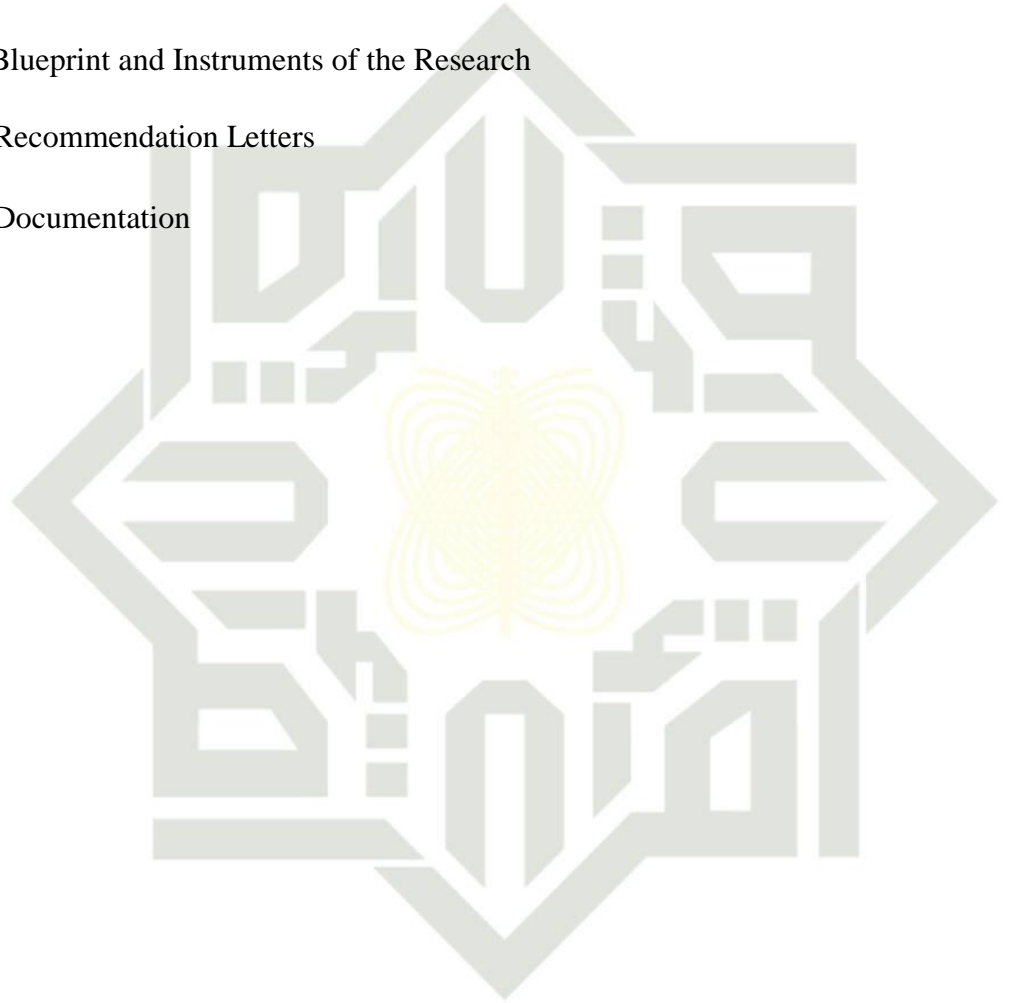 Blueprint and Instruments of the Research
Recommendation Letters
Documentation